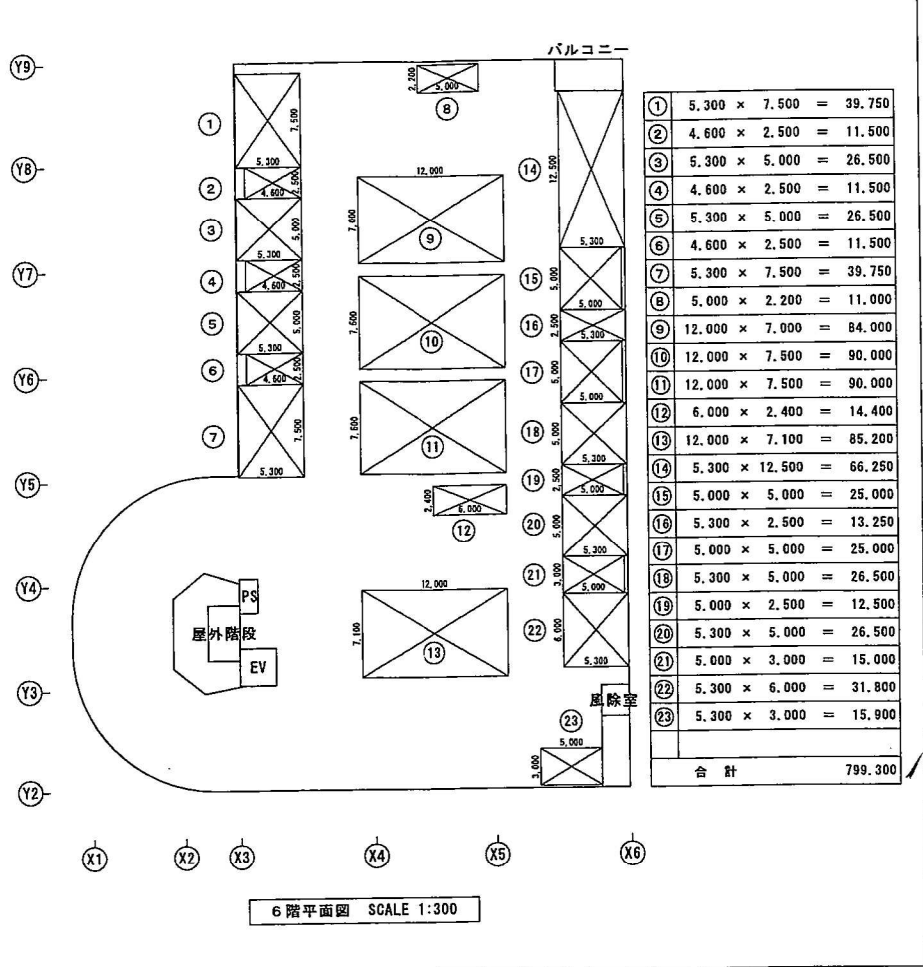 バルコニー
Y9
Y8
Y7
Y6
Y5
Y4
Y3
Y2
① 7,500 5,300
② 2,500 4,600
③ 5,000 5,300
④ 2,500 4,600
⑤ 5,000 5,300
⑥ 2,500 4,600
⑦ 7,500 5,300
2,200 5,000 ⑧
12,000 7,000 ⑨
7,500 ⑩
7,500 ⑪
2,400 6,000 ⑫
12,000 7,100 ⑬
⑭ 12,500 5,300
⑮ 5,000 5,000
⑯ 2,500 5,300
⑰ 5,000 5,000
⑱ 5,000 5,300
⑲ 2,500 5,000
⑳ 5,000 5,300
㉑ 3,000 5,000
㉒ 6,000 5,300
㉓ 5,000 3,000
PS
屋外階段
EV
風除室
① 5.300 × 7.500 = 39.750
② 4.600 × 2.500 = 11.500
③ 5.300 × 5.000 = 26.500
④ 4.600 × 2.500 = 11.500
⑤ 5.300 × 5.000 = 26.500
⑥ 4.600 × 2.500 = 11.500
⑦ 5.300 × 7.500 = 39.750
⑧ 5.000 × 2.200 = 11.000
⑨ 12.000 × 7.000 = 84.000
⑩ 12.000 × 7.500 = 90.000
⑪ 12.000 × 7.500 = 90.000
⑫ 6.000 × 2.400 = 14.400
⑬ 12.000 × 7.100 = 85.200
⑭ 5.300 × 12.500 = 66.250
⑮ 5.000 × 5.000 = 25.000
⑯ 5.300 × 2.500 = 13.250
⑰ 5.000 × 5.000 = 25.000
⑱ 5.300 × 5.000 = 26.500
⑲ 5.000 × 2.500 = 12.500
⑳ 5.300 × 5.000 = 26.500
㉑ 5.000 × 3.000 = 15.000
㉒ 5.300 × 6.000 = 31.800
㉓ 5.300 × 3.000 = 15.900
合計 799.300
X1 X2 X3 X4 X5 X6
6階平面図 SCALE 1:300